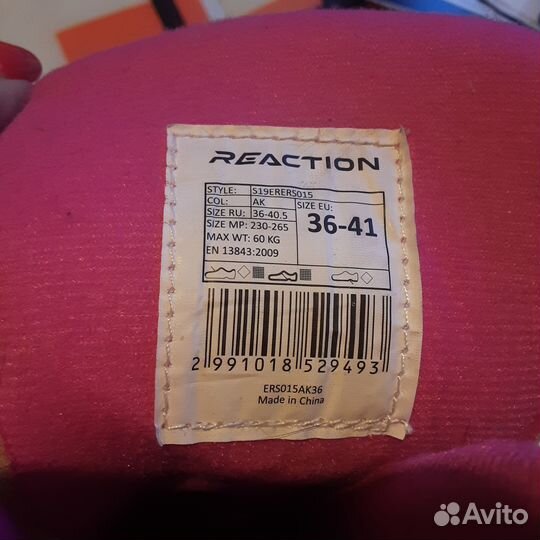 REACTION
STYLE: S19ERERS015
COL: AK
SIZE RU: 36-40.5
SIZE MP: 230-265
MAX WT: 60 KG
EN 13843:2009
SIZE EU:
36-41
2 991018 529493
ERS015AK36
Made in China
Avito